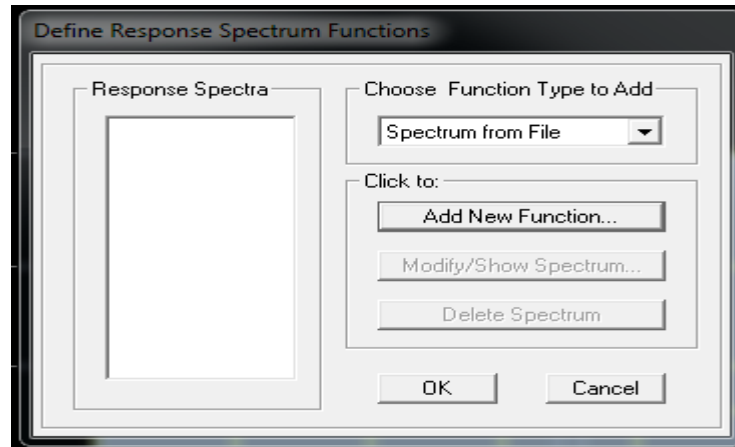 Define Response Spectrum Functions
Response Spectra
Choose Function Type to Add
Spectrum from File
Click to:
Add New Function...
Modify/Show Spectrum...
Delete Spectrum
OK
Cancel